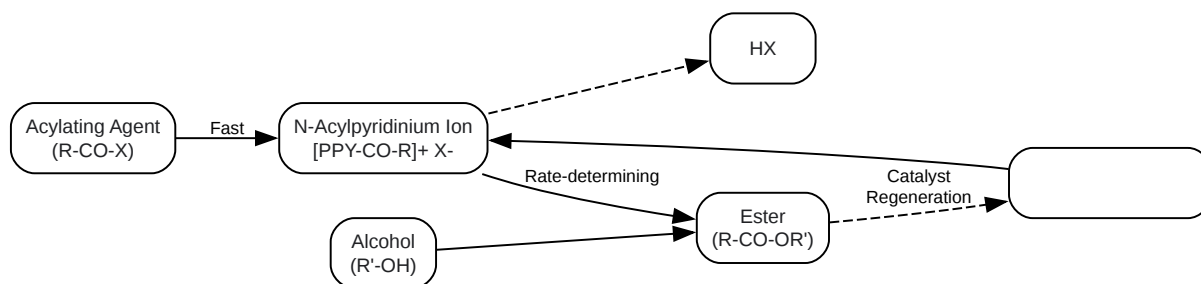 HX
Acylating Agent
(R-CO-X)
Fast
N-Acylpyridinium Ion
[PPY-CO-R]+ X-
Rate-determining
Catalyst
Regeneration
Ester
(R-CO-OR')
Alcohol
(R'-OH)